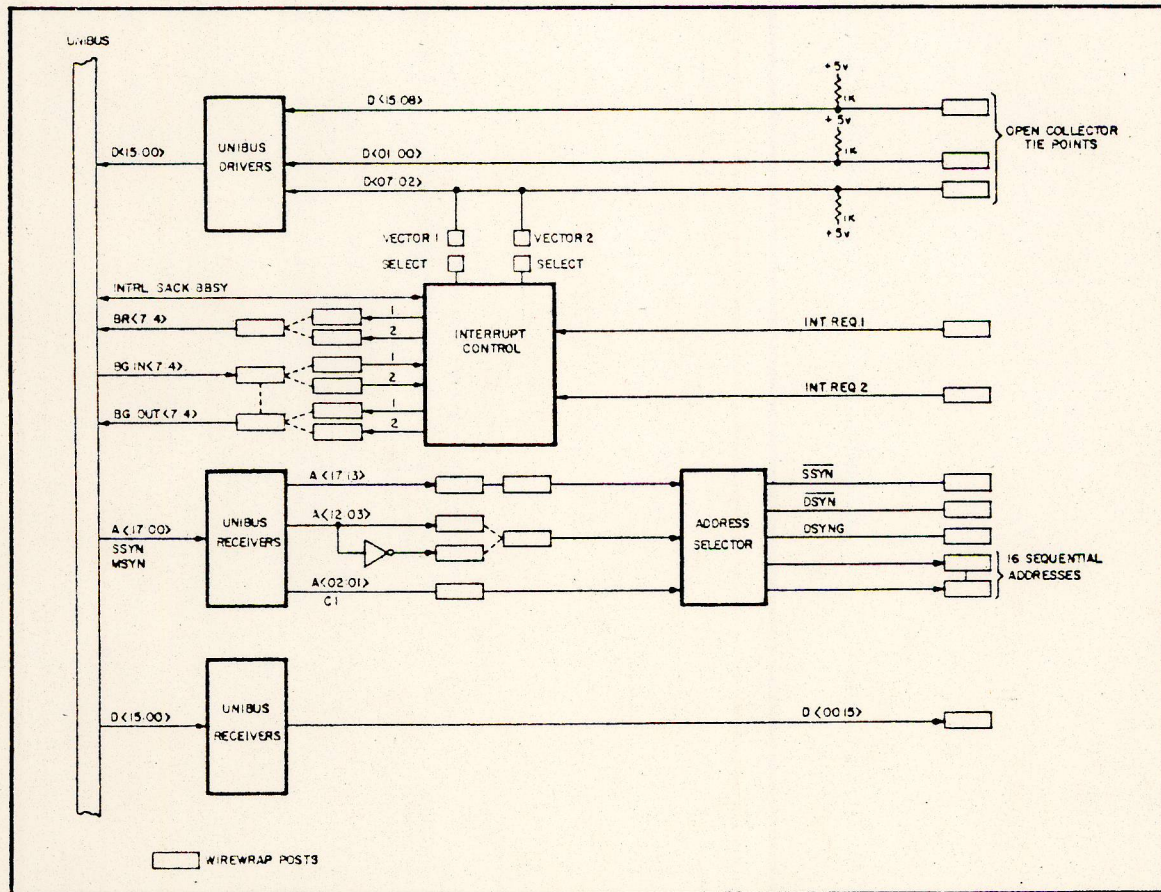 UNIBUS
+5V
D<15:08>
1K
OPEN COLLECTOR
TIE POINTS
+5V
D<15:00>
UNIBUS
DRIVERS
D<01:00>
1K
D<07:02>
1K
+5V
VECTOR 1
VECTOR 2
SELECT
SELECT
INTRL SACK BBSY
BR<7:4>
1
2
INTERRUPT
CONTROL
INT.REQ.1
BG IN<7:4>
1
2
INT.REQ.2
BG OUT<7:4>
1
2
A<17:00>
SSYN
MSYN
UNIBUS
RECEIVERS
A<17:13>
A<12:03>
A<02:01>
C1
ADDRESS
SELECTOR
SSYN
DSYN
DSYNG
16 SEQUENTIAL
ADDRESSES
D<15:00>
UNIBUS
RECEIVERS
D<00:15>
WIREWRAP POSTS